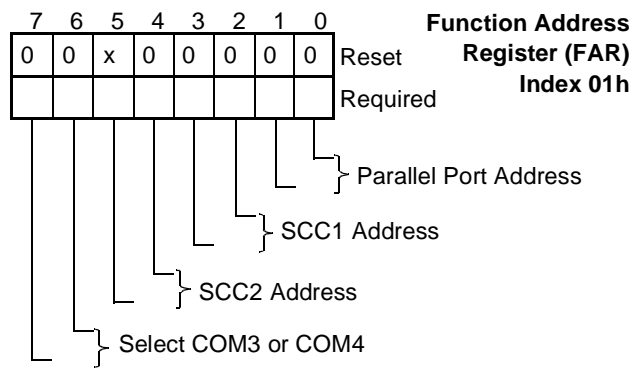 7 6 5 4 3 2 1 0
Function Address
Register (FAR)
Index 01h
0 0 x 0 0 0 0 0 Reset
Required
Parallel Port Address
SCC1 Address
SCC2 Address
Select COM3 or COM4